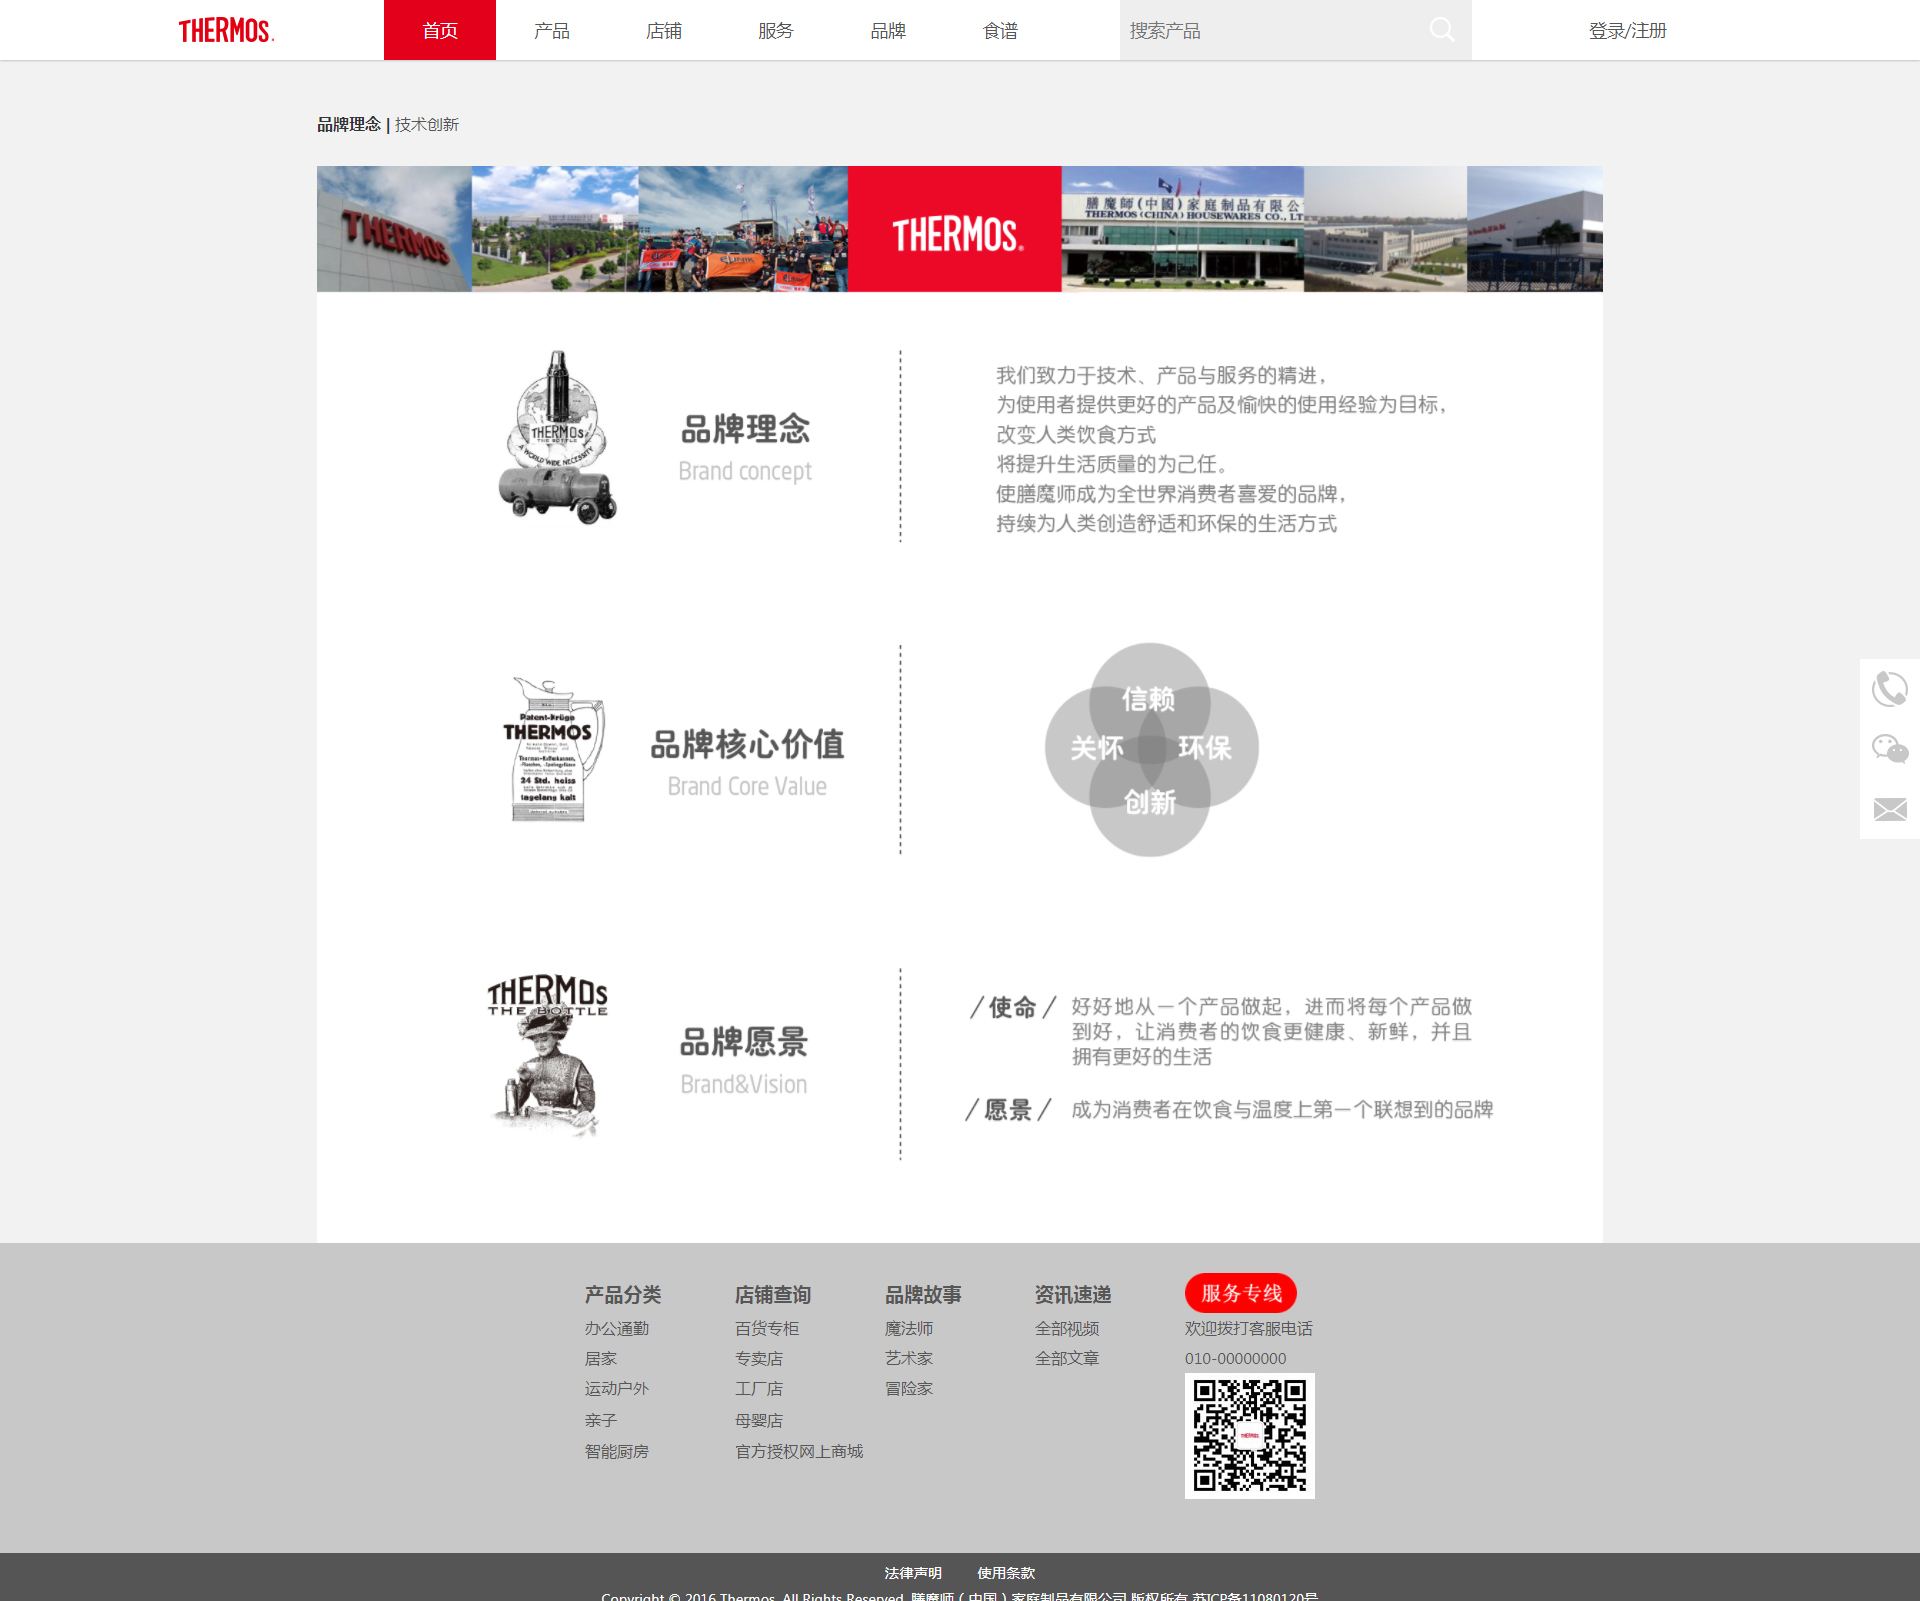 THERMOS.
首页
产品
店铺
服务
品牌
食谱
搜索产品
登录/注册
品牌理念 | 技术创新
THERMOS
THERMOS®
膳魔師(中國)家庭制品有限公
THERMOS (CHINA) HOUSEWARES CO., LT
THERMOS
THE BOTTLE
A WORLD WIDE NECESSITY
品牌理念
Brand concept
我们致力于技术、产品与服务的精进，
为使用者提供更好的产品及愉快的使用经验为目标，
改变人类饮食方式
将提升生活质量的为己任。
使膳魔师成为全世界消费者喜爱的品牌，
持续为人类创造舒适和环保的生活方式
Patent-Krüge
THERMOS
24 Std. heiss
tagelang kalt
品牌核心价值
Brand Core Value
信赖
关怀
环保
创新
THERMOS
THE BOTTLE
品牌愿景
Brand&Vision
/ 使命 /
好好地从一个产品做起，进而将每个产品做
到好，让消费者的饮食更健康、新鲜，并且
拥有更好的生活
/ 愿景 /
成为消费者在饮食与温度上第一个联想到的品牌
产品分类
办公通勤
居家
运动户外
亲子
智能厨房
店铺查询
百货专柜
专卖店
工厂店
母婴店
官方授权网上商城
品牌故事
魔法师
艺术家
冒险家
资讯速递
全部视频
全部文章
服务专线
欢迎拨打客服电话
010-00000000
THERMOS
法律声明
使用条款
Copyright © 2016 Thermos. All Rights Reserved. 膳魔师（中国）家庭制品有限公司 版权所有 苏ICP备11080120号